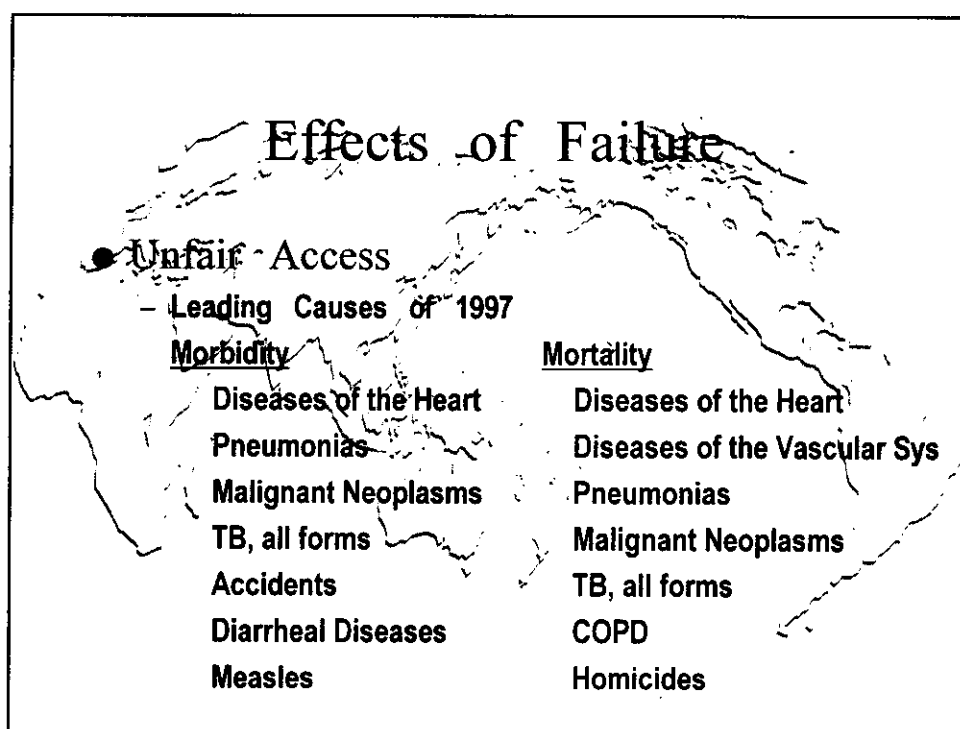 Effects of Failure
● Unfair Access
– Leading Causes of 1997
Morbidity
Diseases of the Heart
Pneumonias
Malignant Neoplasms
TB, all forms
Accidents
Diarrheal Diseases
Measles
Mortality
Diseases of the Heart
Diseases of the Vascular Sys
Pneumonias
Malignant Neoplasms
TB, all forms
COPD
Homicides